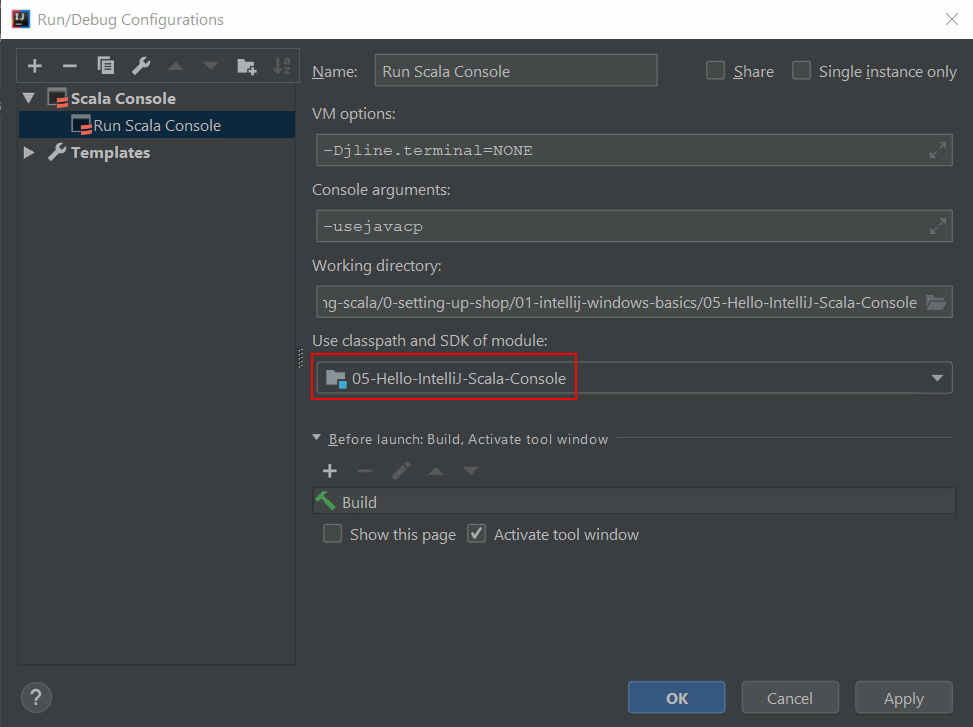 Run/Debug Configurations
Name: Run Scala Console Share Single instance only
Scala Console
Run Scala Console
Templates
VM options:
-Djline.terminal=NONE
Console arguments:
-usejavacp
Working directory:
ng-scala/0-setting-up-shop/01-intellij-windows-basics/05-Hello-IntelliJ-Scala-Console
Use classpath and SDK of module:
05-Hello-IntelliJ-Scala-Console
Before launch: Build, Activate tool window
Build
Show this page Activate tool window
?
OK Cancel Apply